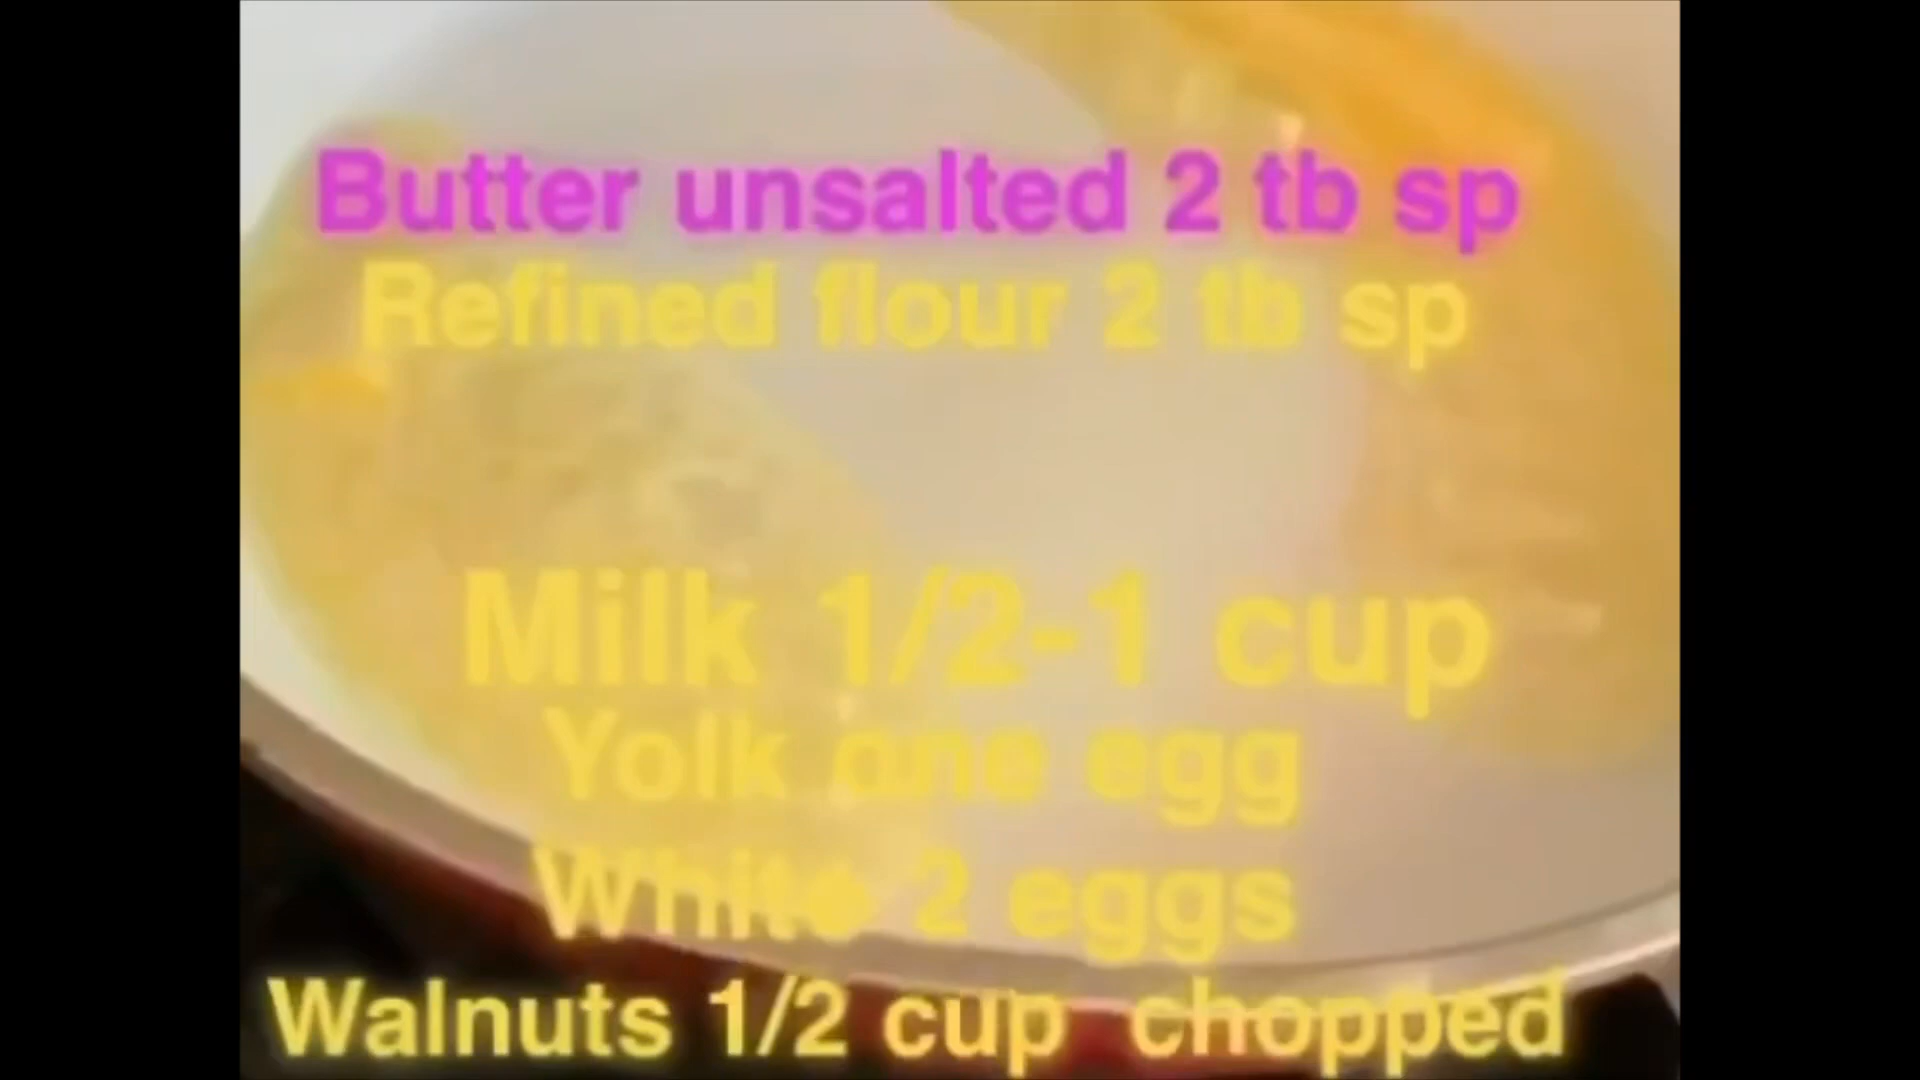 Butter unsalted 2 tb sp
Refined flour 2 tb sp
Milk 1/2-1 cup
Yolk one egg
White 2 eggs
Walnuts 1/2 cup chopped